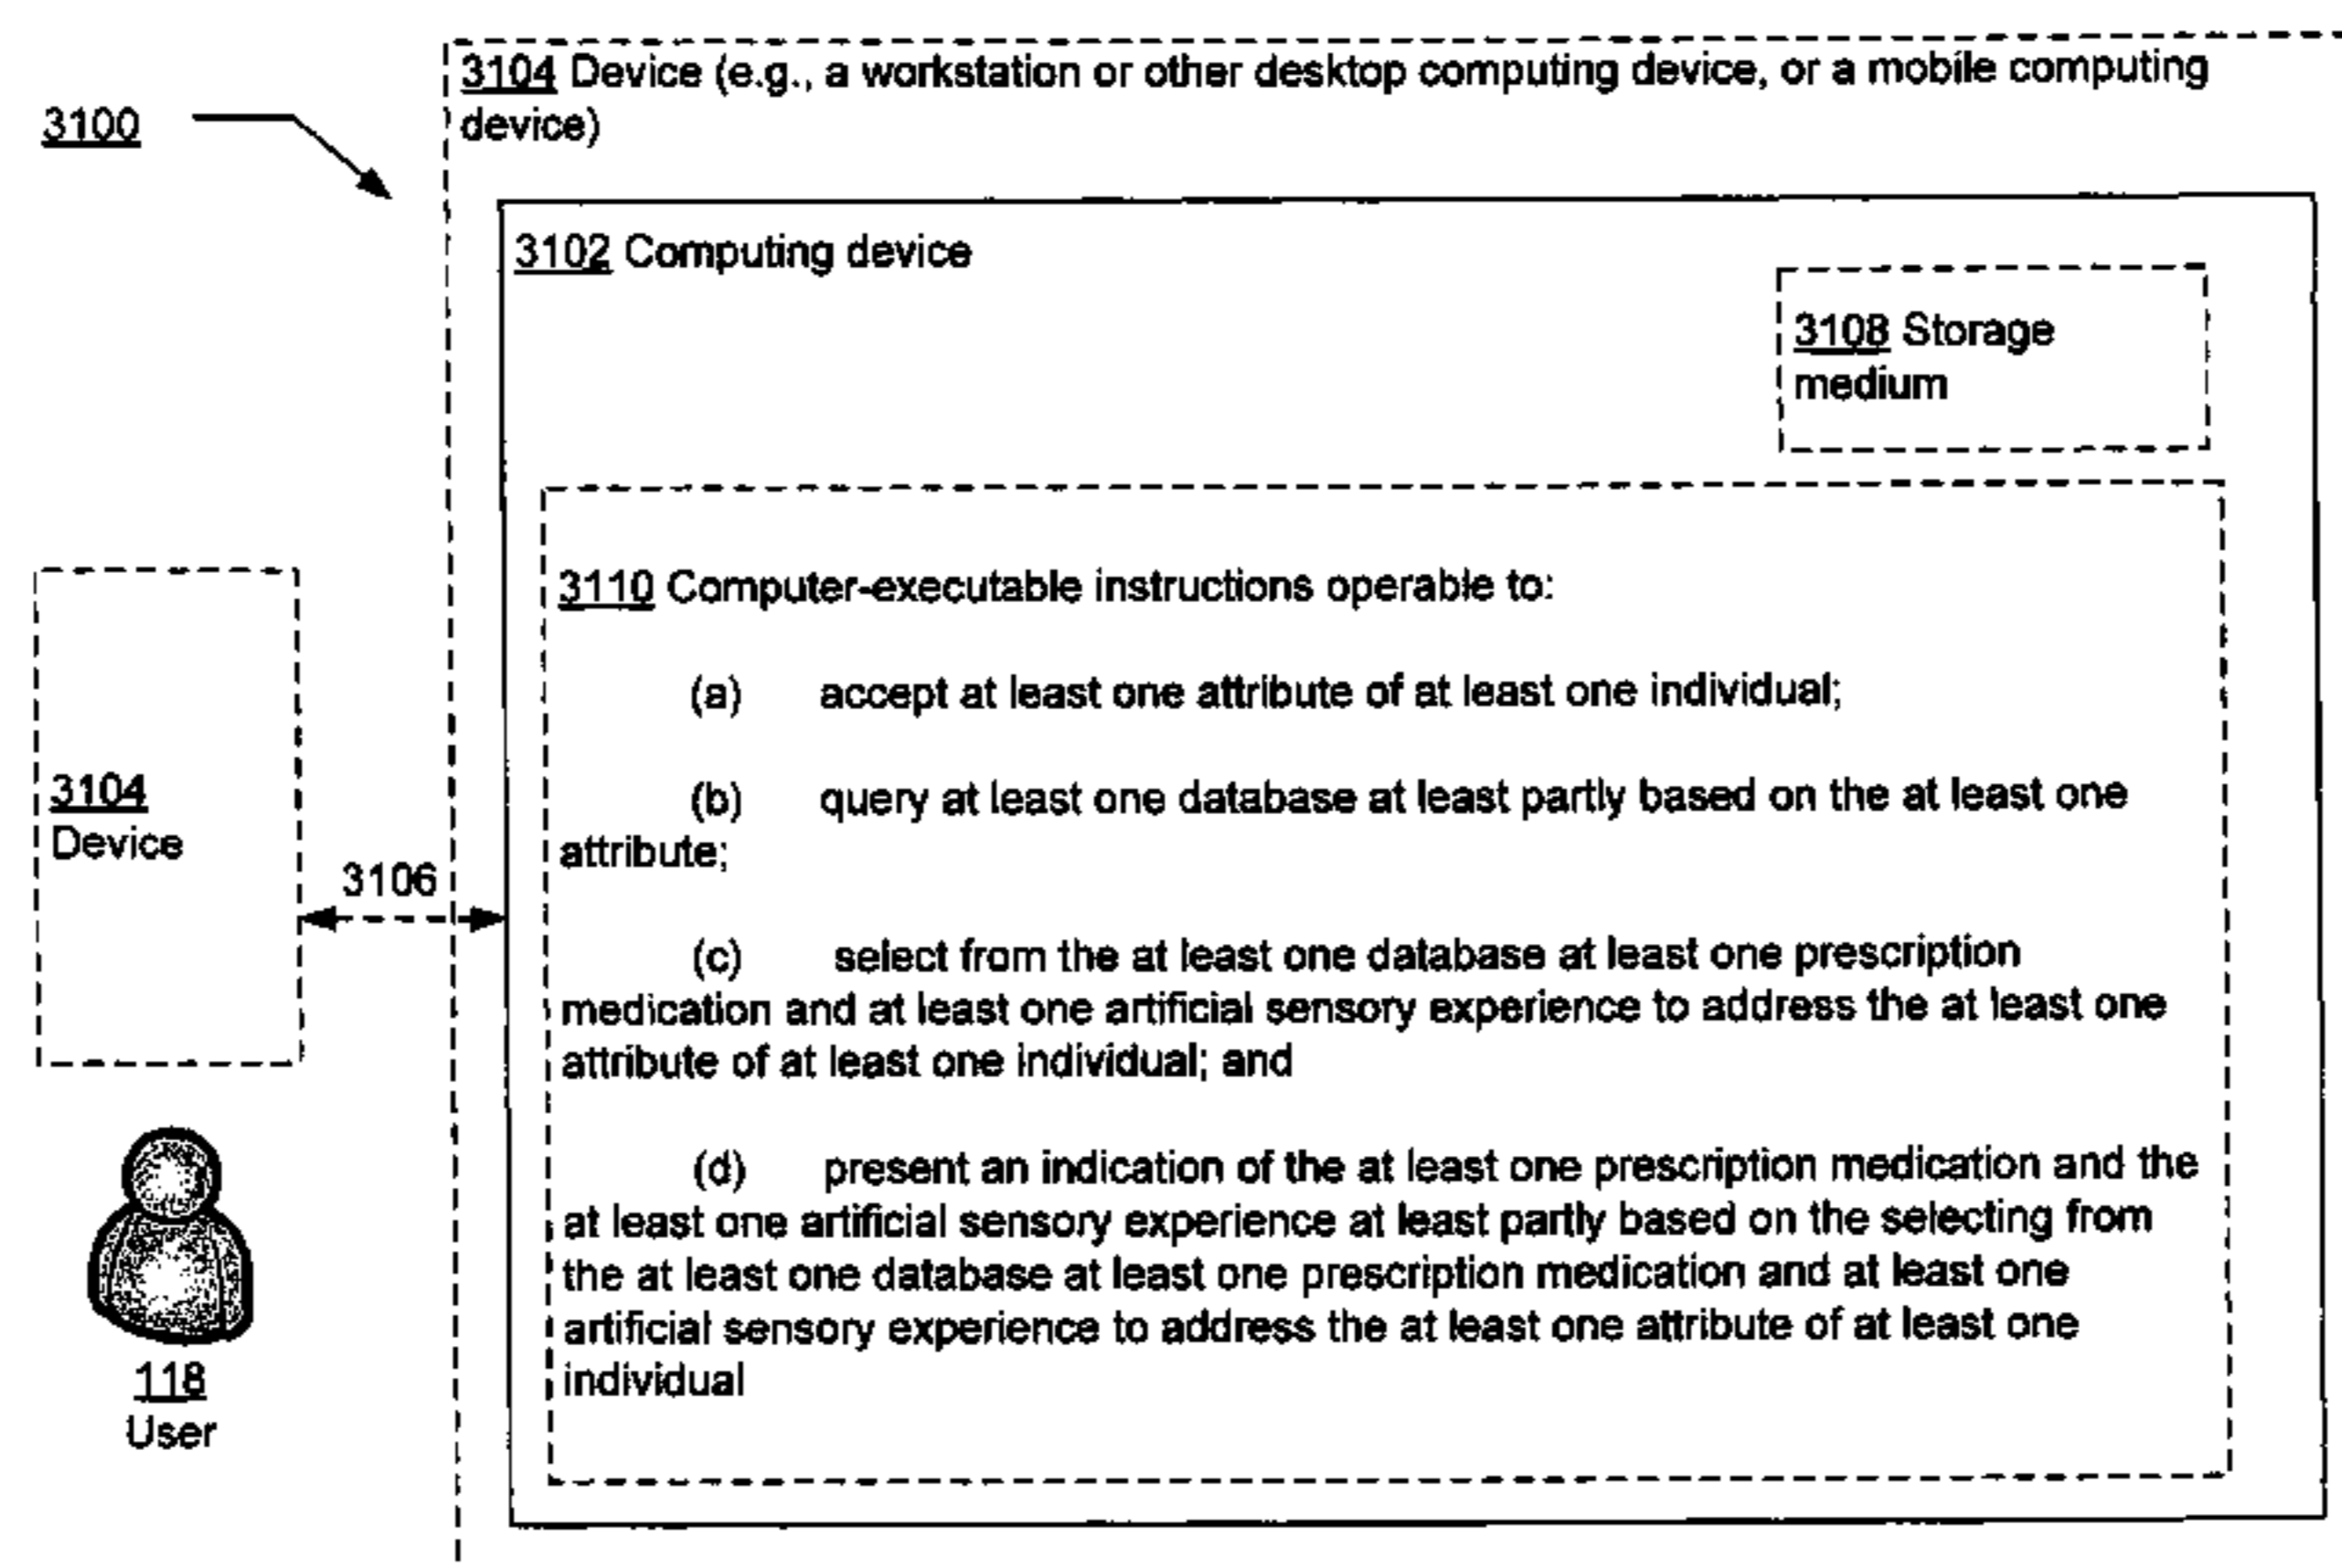 3104 Device (e.g., a workstation or other desktop computing device, or a mobile computing
device)
3100
3102 Computing device
3108 Storage
medium
3110 Computer-executable instructions operable to:
(a) accept at least one attribute of at least one individual;
(b) query at least one database at least partly based on the at least one
attribute;
(c) select from the at least one database at least one prescription
medication and at least one artificial sensory experience to address the at least one
attribute of at least one individual; and
(d) present an indication of the at least one prescription medication and the
at least one artificial sensory experience at least partly based on the selecting from
the at least one database at least one prescription medication and at least one
artificial sensory experience to address the at least one attribute of at least one
individual
3104
Device
3106
118
User